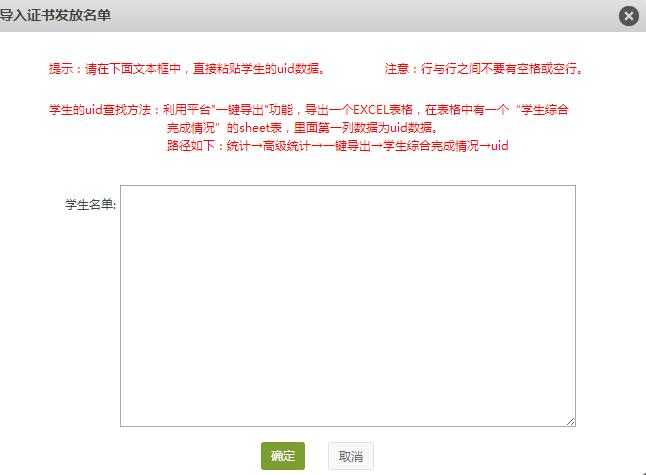 导入证书发放名单
提示：请在下面文本框中，直接粘贴学生的uid数据。 注意：行与行之间不要有空格或空行。
学生的uid查找方法：利用平台"一键导出"功能，导出一个EXCEL表格，在表格中有一个“学生综合
完成情况”的sheet表，里面第一列数据为uid数据。
路径如下：统计→高级统计→一键导出→学生综合完成情况→uid
学生名单:
确定 取消